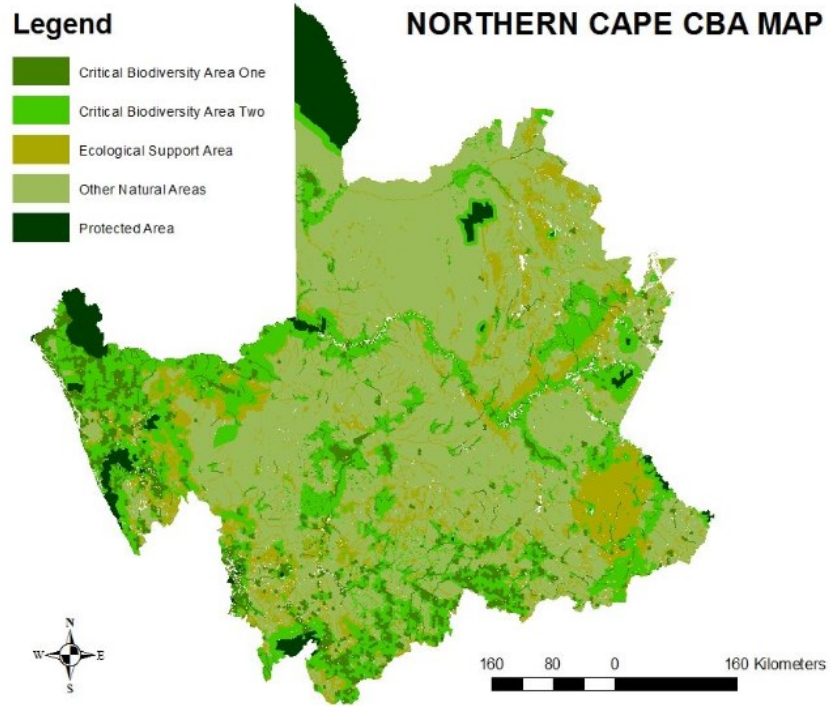 Legend
NORTHERN CAPE CBA MAP
Critical Biodiversity Area One
Critical Biodiversity Area Two
Ecological Support Area
Other Natural Areas
Protected Area
N
W E
S
160 80 0 160 Kilometers